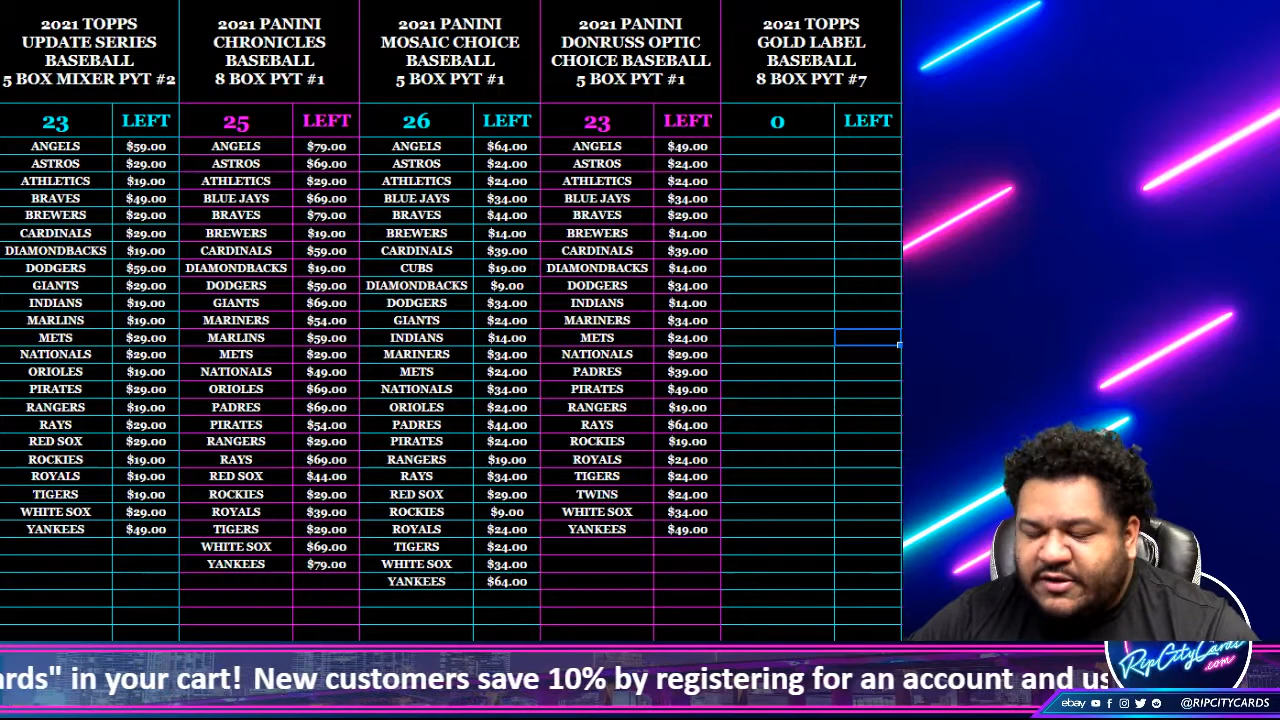 2021 TOPPS
UPDATE SERIES
BASEBALL
5 BOX MIXER PYT #2
23 LEFT
ANGELS $59.00
ASTROS $29.00
ATHLETICS $19.00
BRAVES $49.00
BREWERS $29.00
CARDINALS $29.00
DIAMONDBACKS $19.00
DODGERS $59.00
GIANTS $29.00
INDIANS $19.00
MARLINS $19.00
METS $29.00
NATIONALS $29.00
ORIOLES $19.00
PIRATES $29.00
RANGERS $19.00
RAYS $29.00
RED SOX $29.00
ROCKIES $19.00
ROYALS $19.00
TIGERS $19.00
WHITE SOX $29.00
YANKEES $49.00
2021 PANINI
CHRONICLES
BASEBALL
8 BOX PYT #1
25 LEFT
ANGELS $79.00
ASTROS $69.00
ATHLETICS $29.00
BLUE JAYS $69.00
BRAVES $79.00
BREWERS $19.00
CARDINALS $59.00
DIAMONDBACKS $19.00
DODGERS $59.00
GIANTS $69.00
MARINERS $54.00
MARLINS $59.00
METS $29.00
NATIONALS $49.00
ORIOLES $69.00
PADRES $69.00
PIRATES $54.00
RANGERS $29.00
RAYS $69.00
RED SOX $44.00
ROCKIES $29.00
ROYALS $39.00
TIGERS $29.00
WHITE SOX $69.00
YANKEES $79.00
2021 PANINI
MOSAIC CHOICE
BASEBALL
5 BOX PYT #1
26 LEFT
ANGELS $64.00
ASTROS $24.00
ATHLETICS $24.00
BLUE JAYS $34.00
BRAVES $44.00
BREWERS $14.00
CARDINALS $39.00
CUBS $19.00
DIAMONDBACKS $9.00
DODGERS $34.00
GIANTS $24.00
INDIANS $14.00
MARINERS $34.00
METS $24.00
NATIONALS $34.00
ORIOLES $24.00
PADRES $44.00
PIRATES $24.00
RANGERS $19.00
RAYS $34.00
RED SOX $29.00
ROCKIES $9.00
ROYALS $24.00
TIGERS $24.00
WHITE SOX $34.00
YANKEES $64.00
2021 PANINI
DONRUSS OPTIC
CHOICE BASEBALL
5 BOX PYT #1
23 LEFT
ANGELS $49.00
ASTROS $24.00
ATHLETICS $24.00
BLUE JAYS $34.00
BRAVES $29.00
BREWERS $14.00
CARDINALS $39.00
DIAMONDBACKS $14.00
DODGERS $34.00
INDIANS $14.00
MARINERS $34.00
METS $24.00
NATIONALS $29.00
PADRES $39.00
PIRATES $49.00
RANGERS $19.00
RAYS $64.00
ROCKIES $19.00
ROYALS $24.00
TIGERS $24.00
TWINS $24.00
WHITE SOX $34.00
YANKEES $49.00
2021 TOPPS
GOLD LABEL
BASEBALL
8 BOX PYT #7
0 LEFT
ards" in your cart! New customers save 10% by registering for an account and us
RipCityCards
.com
ebay @RIPCITYCARDS